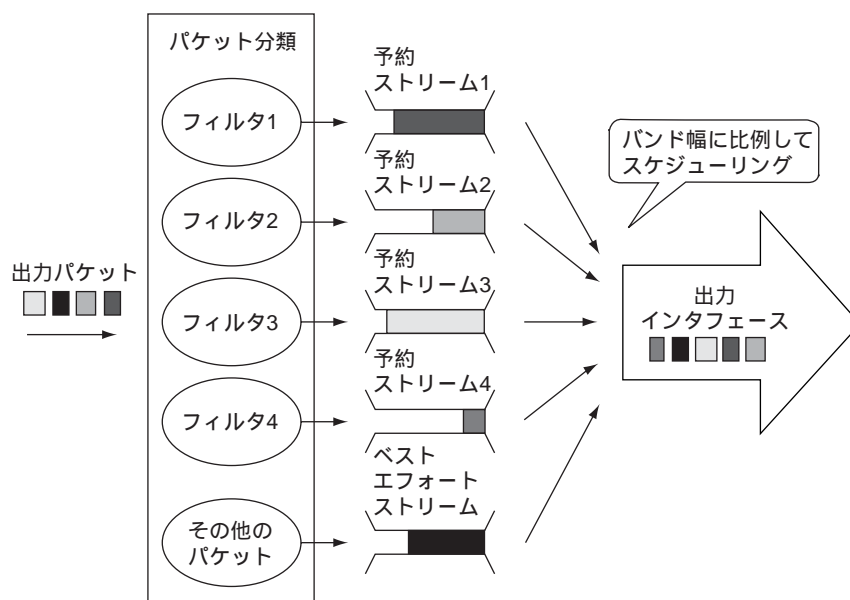 パケット分類
フィルタ1
フィルタ2
フィルタ3
フィルタ4
その他の
パケット
出力パケット
予約
ストリーム1
予約
ストリーム2
予約
ストリーム3
予約
ストリーム4
ベスト
エフォート
ストリーム
バンド幅に比例して
スケジューリング
出力
インタフェース